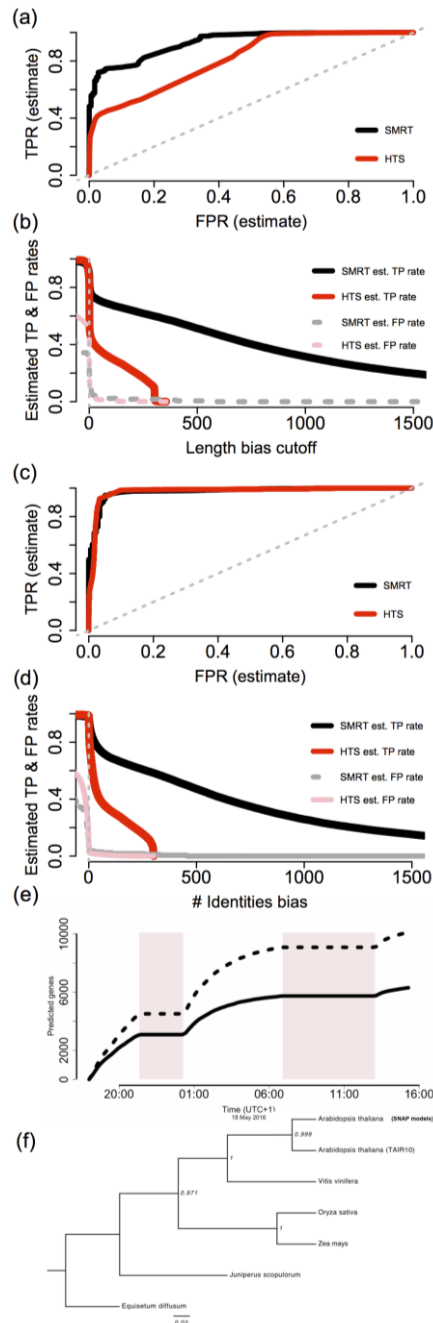 (a)
TPR (estimate)
0.0 0.4 0.8
SMRT
HTS
0.0 0.2 0.4 0.6 0.8 1.0
FPR (estimate)
(b)
Estimated TP & FP rates
0.0 0.4 0.8
SMRT est. TP rate
HTS est. TP rate
SMRT est. FP rate
HTS est. FP rate
0 500 1000 1500
Length bias cutoff
(c)
TPR (estimate)
0.0 0.4 0.8
SMRT
HTS
0.0 0.2 0.4 0.6 0.8 1.0
FPR (estimate)
(d)
Estimated TP & FP rates
0.0 0.4 0.8
SMRT est. TP rate
HTS est. TP rate
SMRT est. FP rate
HTS est. FP rate
0 500 1000 1500
# Identities bias
(e)
Predicted genes
0 2000 6000 10000
20:00 01:00 06:00 11:00 16:00
Time (UTC+1)
18 May 2016
(f)
Arabidopsis thaliana (SNAP models)
0.999
Arabidopsis thaliana (TAIR10)
1
Vitis vinifera
0.971
Oryza sativa
1
Zea mays
Juniperus scopulorum
Equisetum diffusum